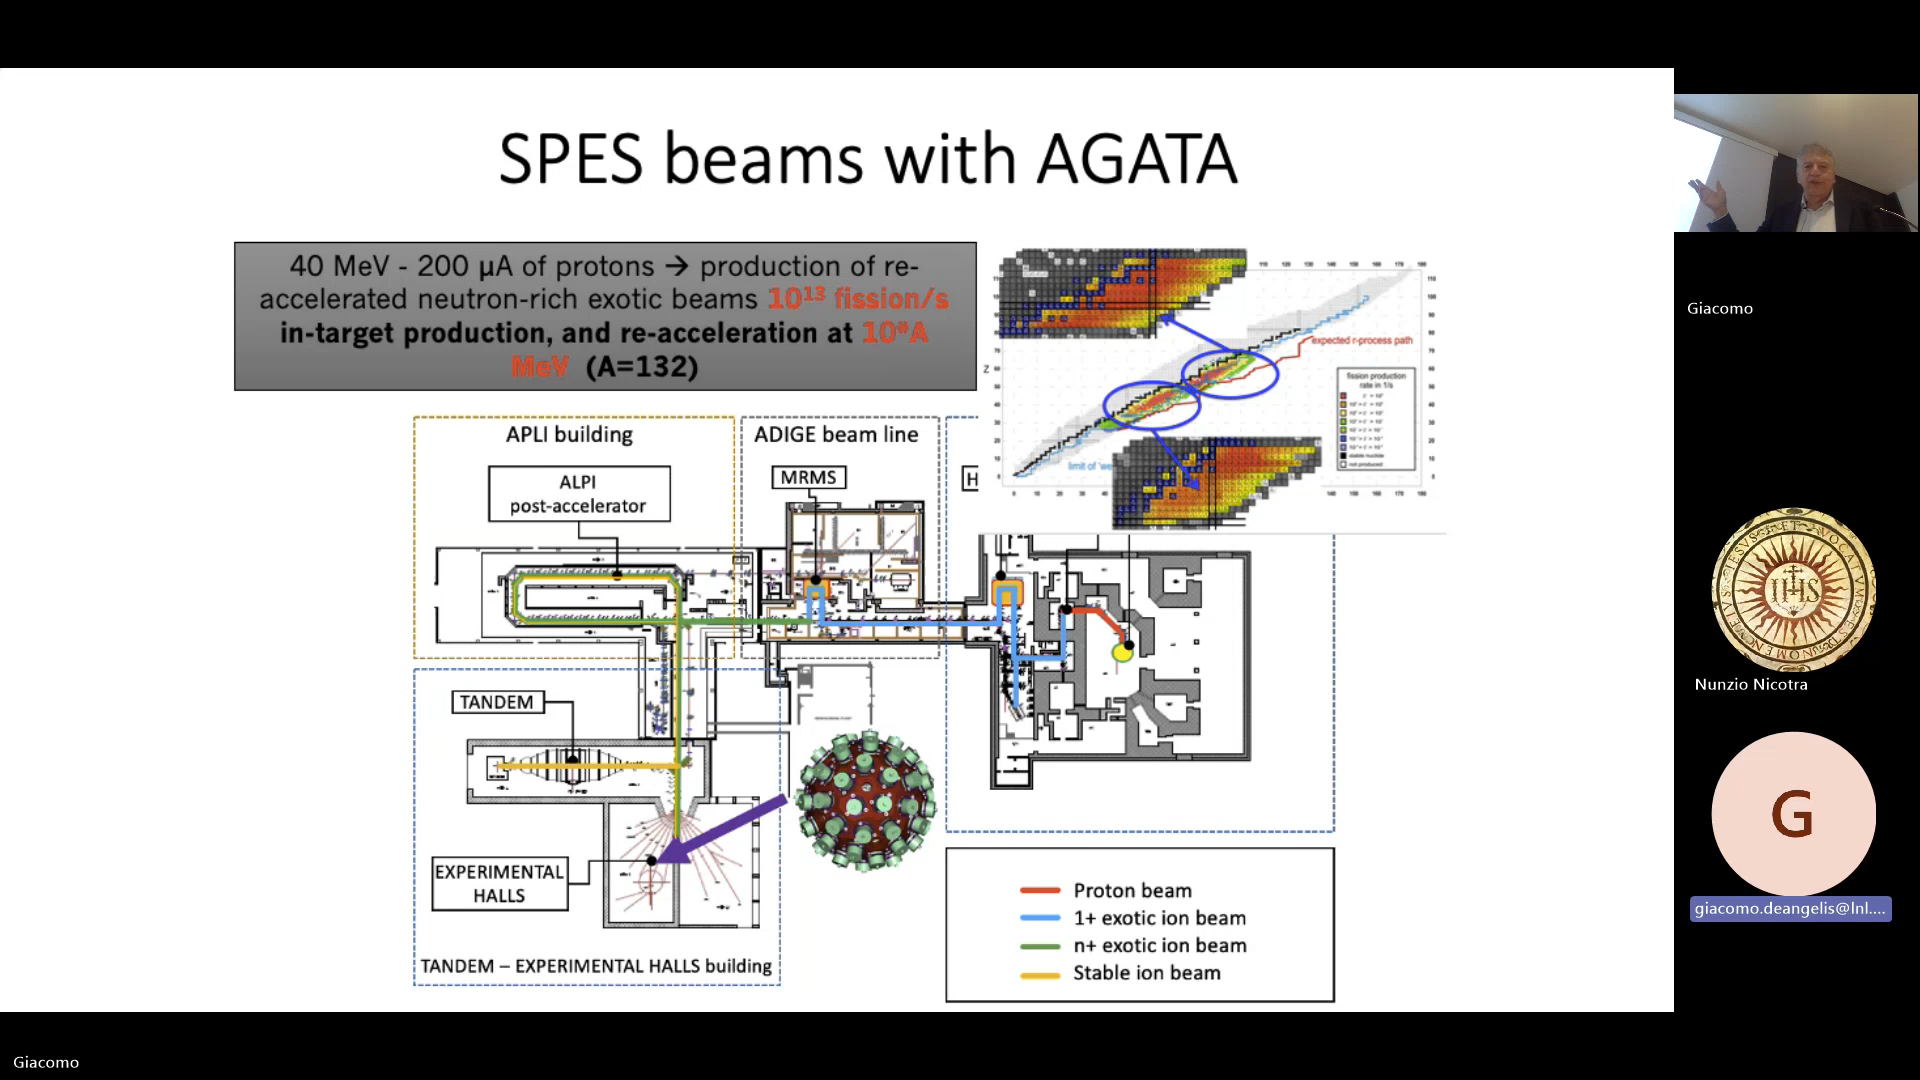 SPES beams with AGATA
40 MeV - 200 µA of protons → production of re-
accelerated neutron-rich exotic beams 10¹³ fission/s
in-target production, and re-acceleration at 10*A
MeV (A=132)
expected r-process path
fission production
rate in 1/s
stable nuclide
not produced
limit of
Z
APLI building
ADIGE beam line
ALPI
post-accelerator
MRMS
H
TANDEM
EXPERIMENTAL
HALLS
TANDEM – EXPERIMENTAL HALLS building
Proton beam
1+ exotic ion beam
n+ exotic ion beam
Stable ion beam
Giacomo
IHS
Nunzio Nicotra
G
giacomo.deangelis@lnl....
Giacomo